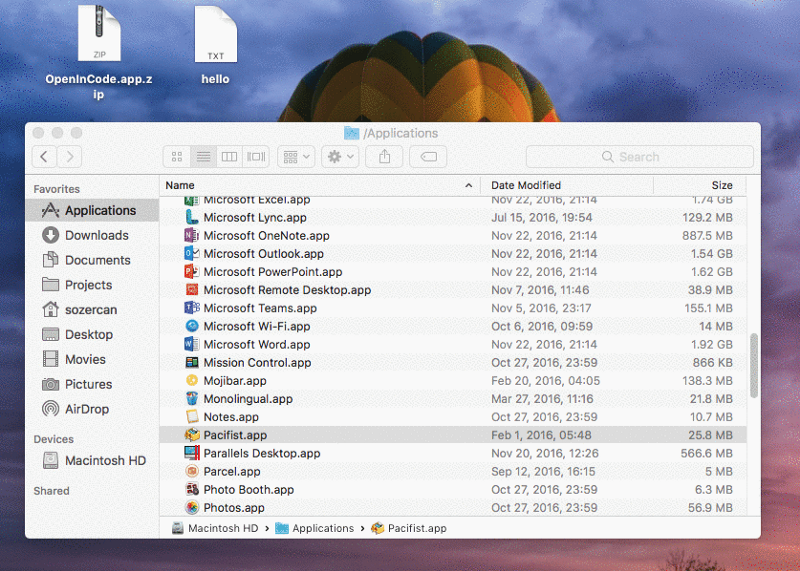 ZIP
TXT
OpenInCode.app.z
ip
hello
/Applications
Search
Favorites
Applications
Downloads
Documents
Projects
sozercan
Desktop
Movies
Pictures
AirDrop
Devices
Macintosh HD
Shared
Name Date Modified Size
Microsoft Excel.app Nov 22, 2016, 21:14 1.74 GB
Microsoft Lync.app Jul 15, 2016, 19:54 129.2 MB
Microsoft OneNote.app Nov 22, 2016, 21:14 887.5 MB
Microsoft Outlook.app Nov 22, 2016, 21:14 1.54 GB
Microsoft PowerPoint.app Nov 22, 2016, 21:14 1.62 GB
Microsoft Remote Desktop.app Nov 7, 2016, 11:46 38.9 MB
Microsoft Teams.app Nov 5, 2016, 23:17 155.1 MB
Microsoft Wi-Fi.app Oct 6, 2016, 09:59 14 MB
Microsoft Word.app Nov 22, 2016, 21:14 1.92 GB
Mission Control.app Oct 27, 2016, 23:59 866 KB
Mojibar.app Feb 20, 2016, 04:05 138.3 MB
Monolingual.app Mar 27, 2016, 11:16 21.8 MB
Notes.app Oct 27, 2016, 23:59 10.7 MB
Pacifist.app Feb 1, 2016, 05:48 25.8 MB
Parallels Desktop.app Nov 20, 2016, 12:26 566.6 MB
Parcel.app Sep 12, 2016, 16:15 5 MB
Photo Booth.app Oct 27, 2016, 23:59 6.3 MB
Photos.app Oct 27, 2016, 23:59 56.9 MB
Macintosh HD › Applications › Pacifist.app